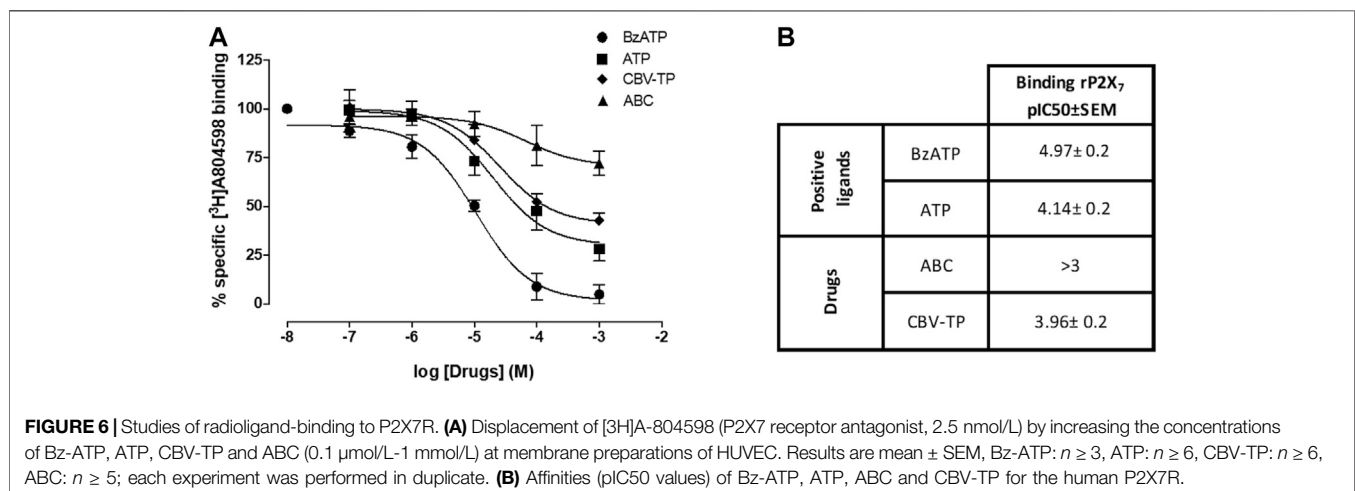 A
BzATP
ATP
CBV-TP
ABC
125
100
75
50
25
0
% specific [³H]A804598 binding
-8
-7
-6
-5
-4
-3
-2
log [Drugs] (M)
B
Binding rP2X₇
pIC50±SEM
Positive
ligands
BzATP
4.97± 0.2
ATP
4.14± 0.2
Drugs
ABC
>3
CBV-TP
3.96± 0.2
FIGURE 6 | Studies of radioligand-binding to P2X7R. (A) Displacement of [3H]A-804598 (P2X7 receptor antagonist, 2.5 nmol/L) by increasing the concentrations
of Bz-ATP, ATP, CBV-TP and ABC (0.1 µmol/L-1 mmol/L) at membrane preparations of HUVEC. Results are mean ± SEM, Bz-ATP: n ≥ 3, ATP: n ≥ 6, CBV-TP: n ≥ 6,
ABC: n ≥ 5; each experiment was performed in duplicate. (B) Affinities (pIC50 values) of Bz-ATP, ATP, ABC and CBV-TP for the human P2X7R.